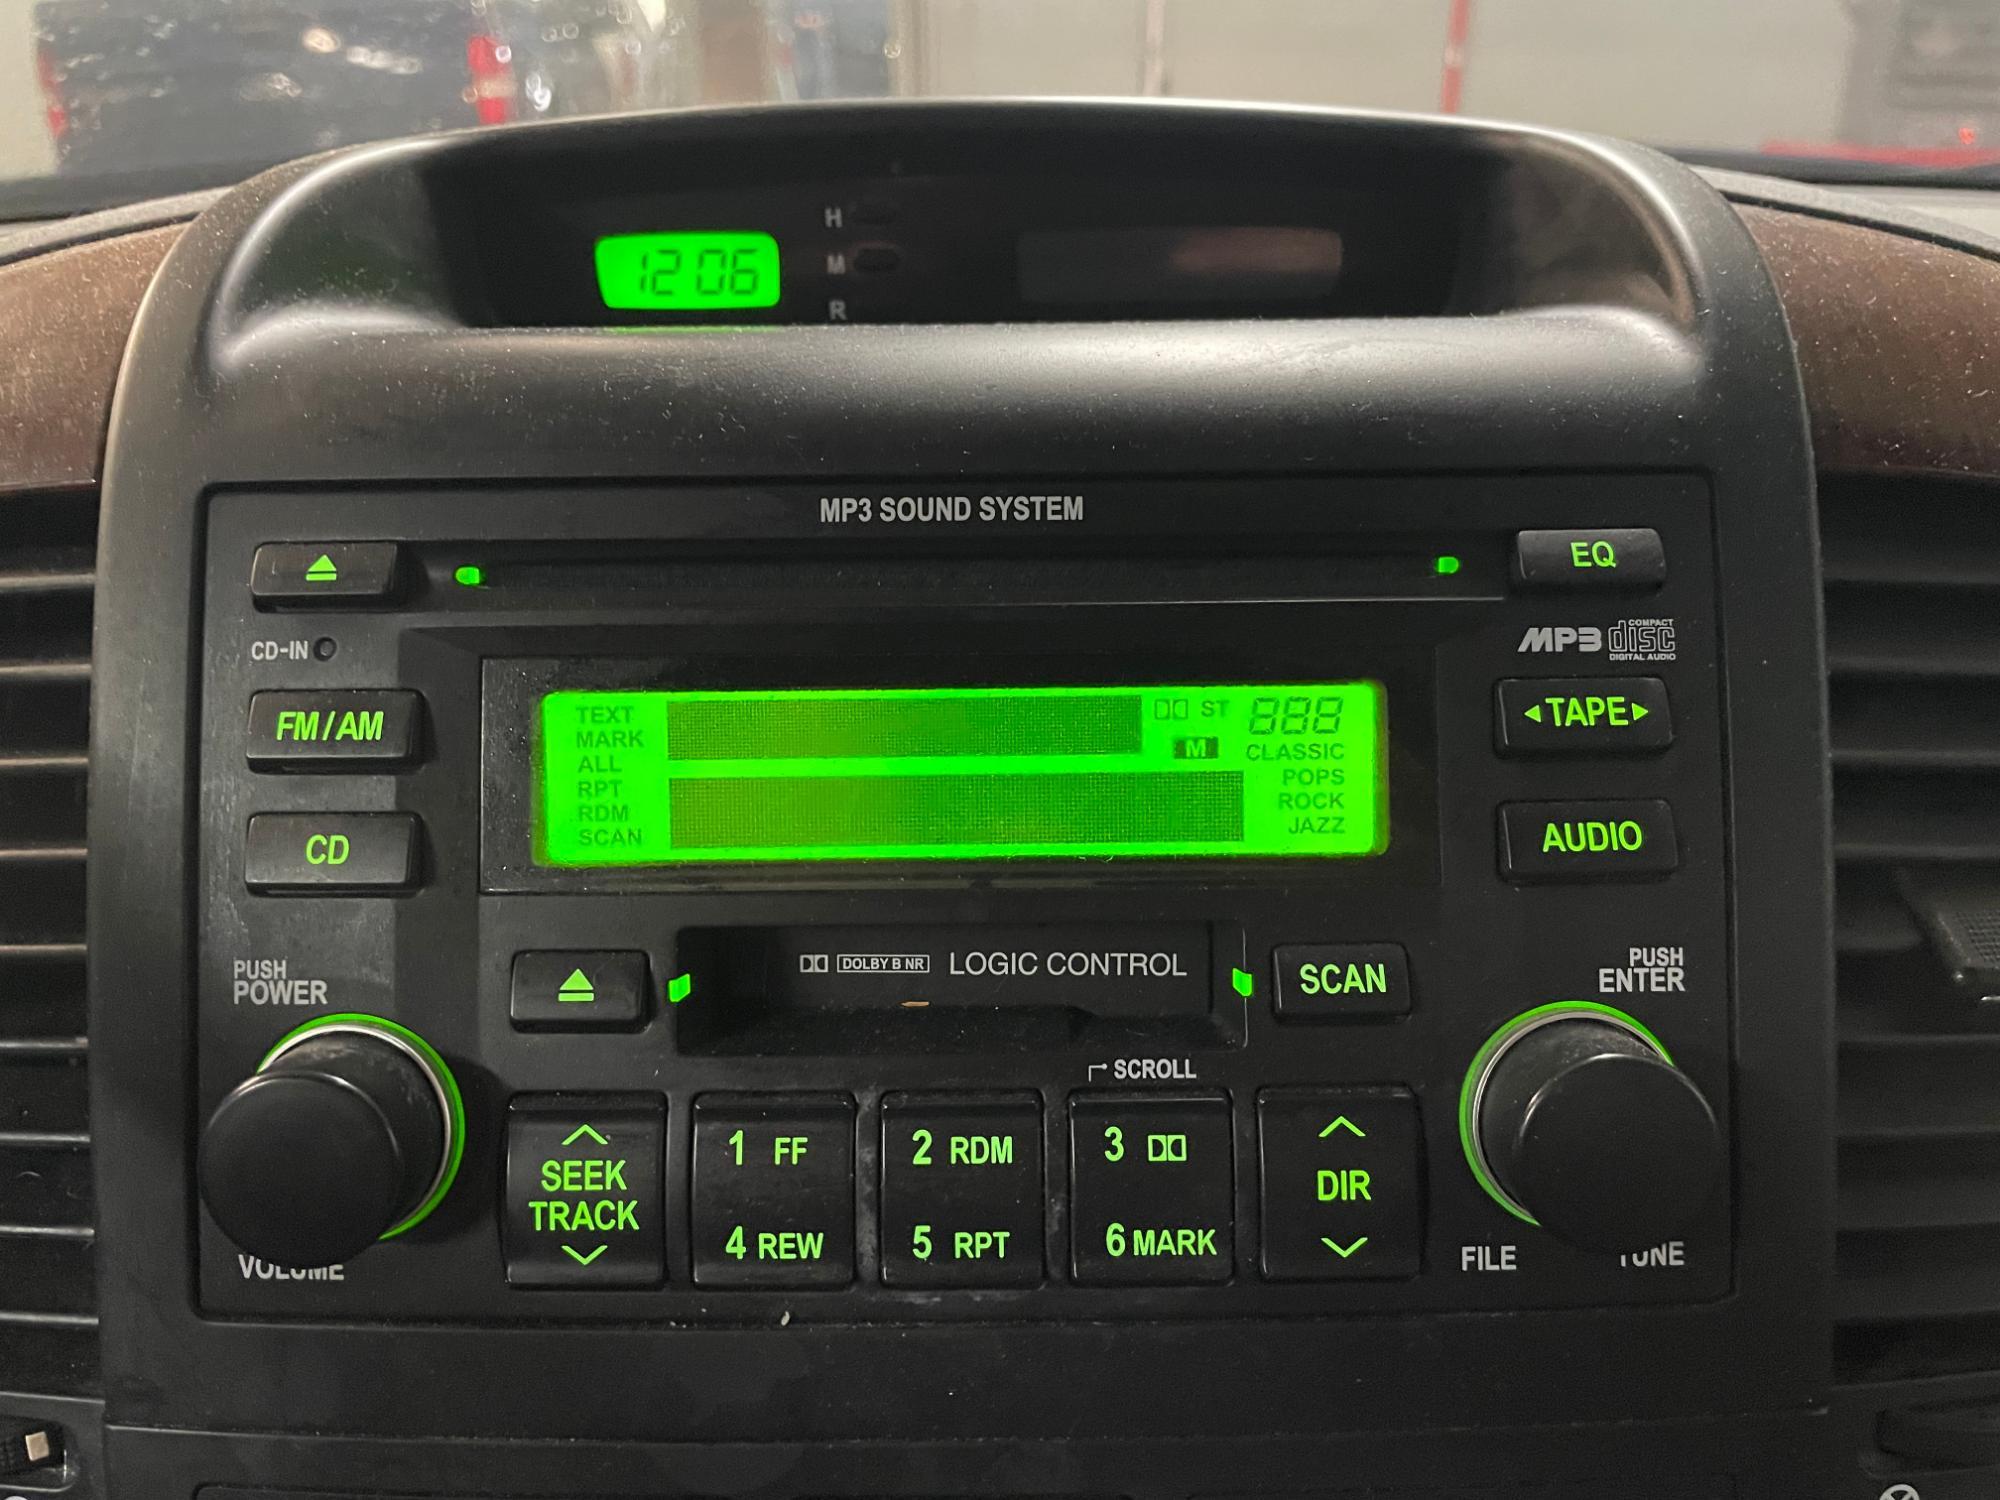 12 06
H
M
R
MP3 SOUND SYSTEM
EQ
CD-IN
MP3 COMPACT disc DIGITAL AUDIO
FM/AM
TAPE
CD
AUDIO
TEXT
MARK
ALL
RPT
RDM
SCAN
ST 888
M
CLASSIC
POPS
ROCK
JAZZ
DOLBY B NR LOGIC CONTROL
SCAN
PUSH
POWER
PUSH
ENTER
SCROLL
SEEK
TRACK
1 FF
4 REW
2 RDM
5 RPT
3
6 MARK
DIR
VOLUME
FILE
TUNE